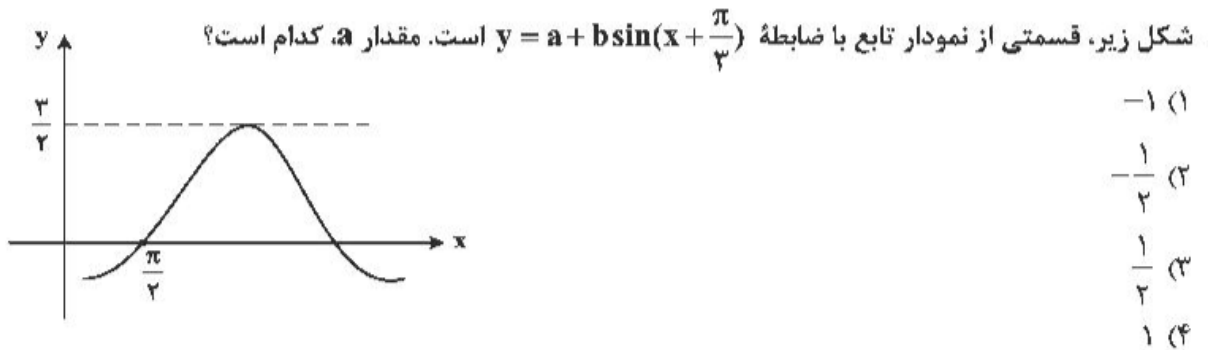 شکل زیر، قسمتی از نمودار تابع با ضابطهٔ y = a + b sin(x + π/۳) است. مقدار a، کدام است؟
۱) −۱
۲) −۱/۲
۳) ۱/۲
۴) ۱
y
۳/۲
π/۲
x